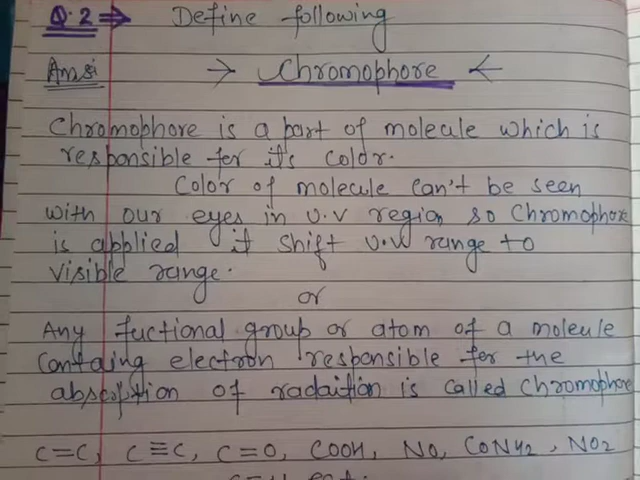 Q.2 ⇒ Define following
Ans: → Chromophore ←
Chromophore is a part of molecule which is
responsible for it's color.
Color of molecule can't be seen
with our eyes in U.V region so Chromophore
is applied it shift U.V range to
visible range.
or
Any fuctional group or atom of a moleule
Containg electron responsible for the
absorption of radaition is called Chromophore
C=C, C≡C, C=O, COOH, NO, CONH2, NO2